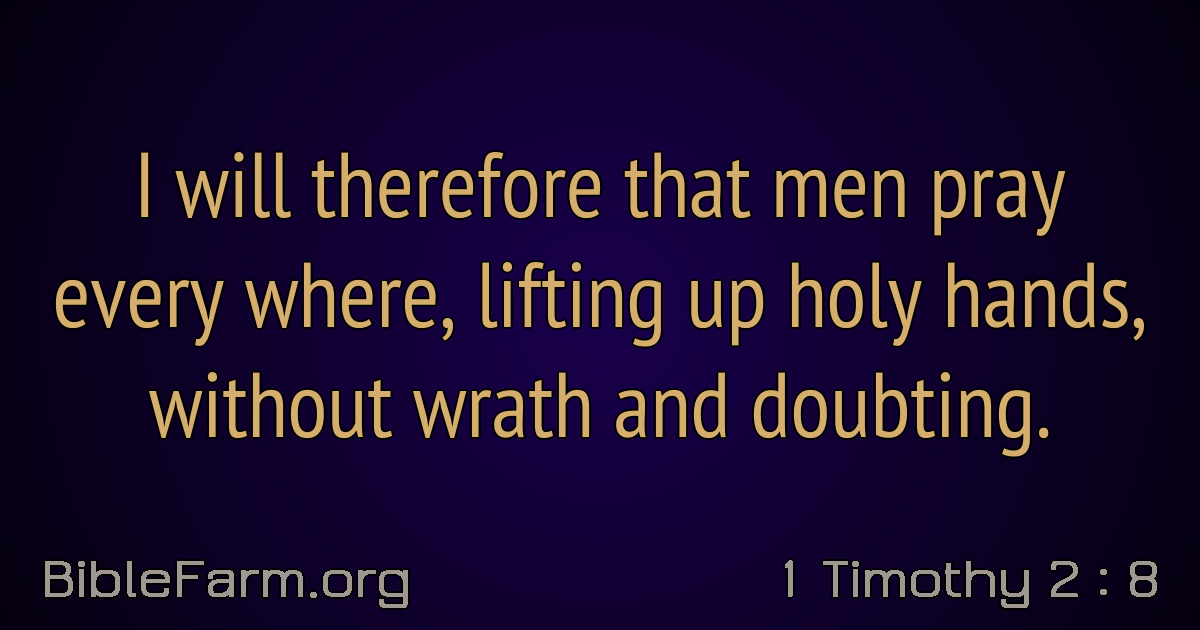 I will therefore that men pray
every where, lifting up holy hands,
without wrath and doubting.
BibleFarm.org
1 Timothy 2 : 8